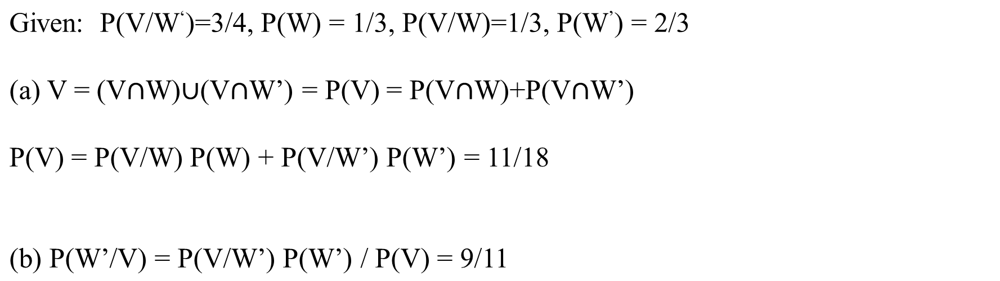 Given:  P(V/W‘)=3/4, P(W) = 1/3, P(V/W)=1/3, P(W’) = 2/3
(a) V = (V∩W)∪(V∩W’) = P(V) = P(V∩W)+P(V∩W’)
P(V) = P(V/W) P(W) + P(V/W’) P(W’) = 11/18
(b) P(W’/V) = P(V/W’) P(W’) / P(V) = 9/11